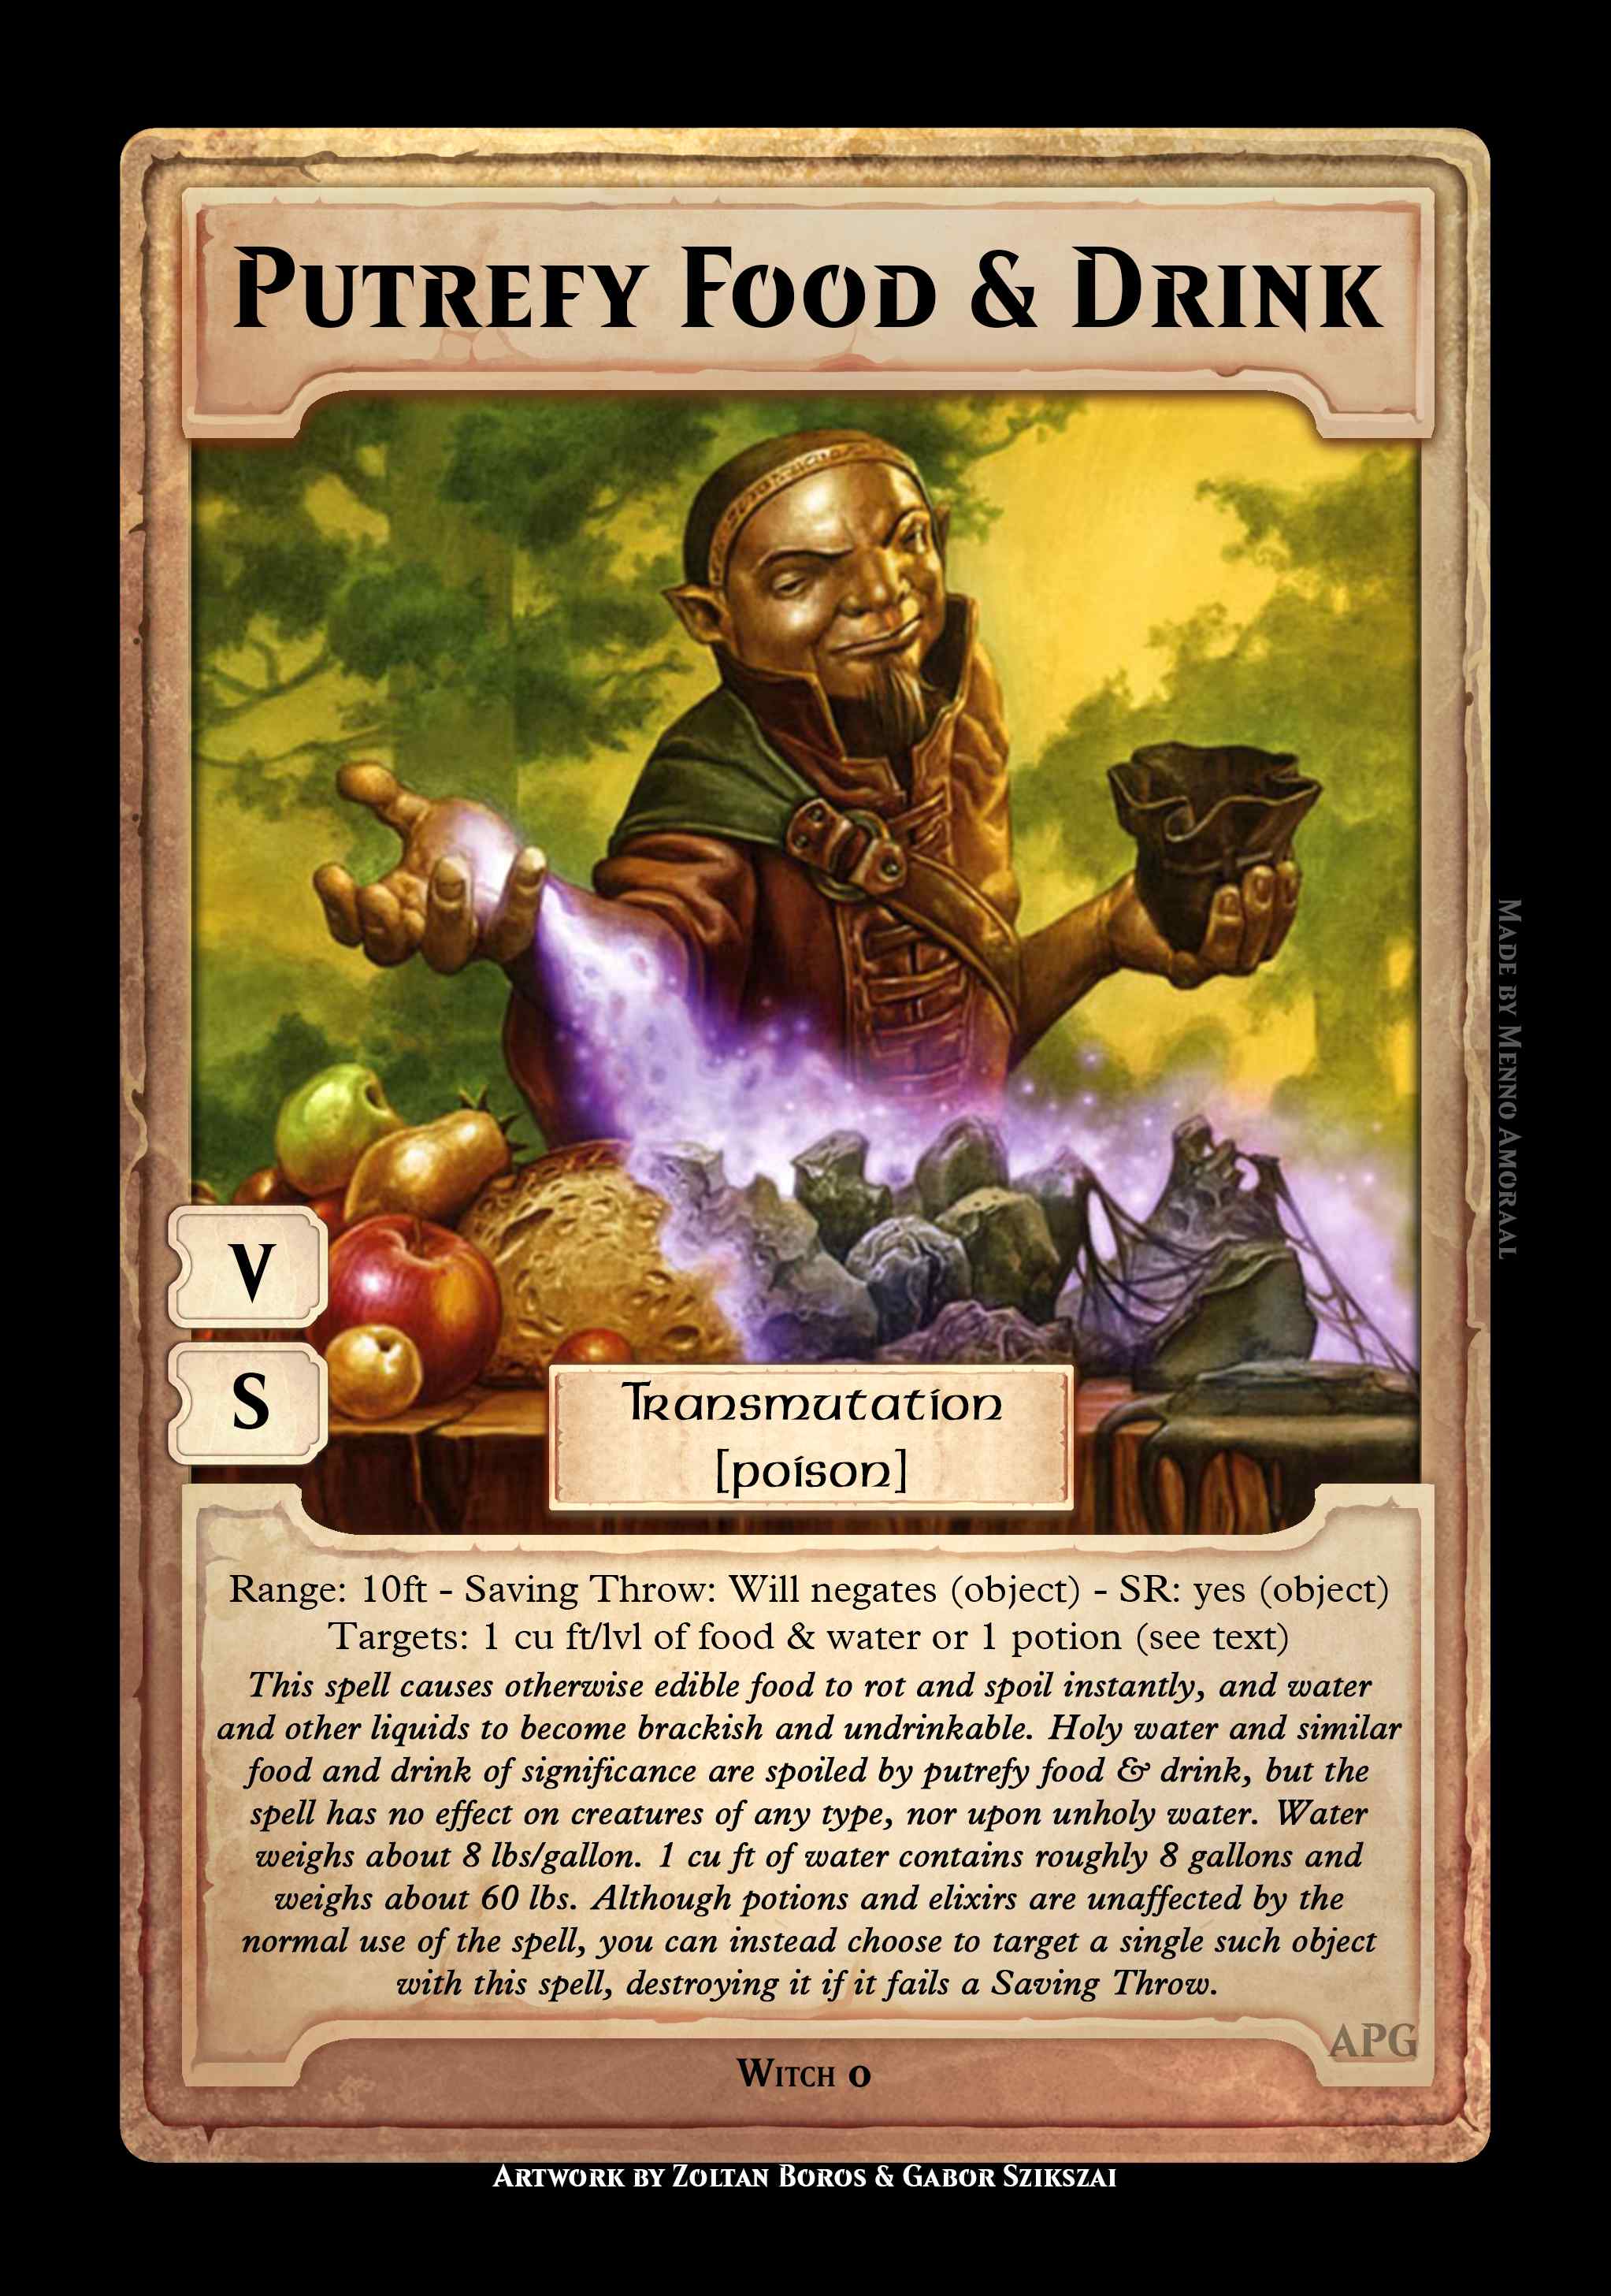 Putrefy Food & Drink
V
S
Transmutation
[poison]
Range: 10ft - Saving Throw: Will negates (object) - SR: yes (object)
Targets: 1 cu ft/lvl of food & water or 1 potion (see text)
This spell causes otherwise edible food to rot and spoil instantly, and water
and other liquids to become brackish and undrinkable. Holy water and similar
food and drink of significance are spoiled by putrefy food & drink, but the
spell has no effect on creatures of any type, nor upon unholy water. Water
weighs about 8 lbs/gallon. 1 cu ft of water contains roughly 8 gallons and
weighs about 60 lbs. Although potions and elixirs are unaffected by the
normal use of the spell, you can instead choose to target a single such object
with this spell, destroying it if it fails a Saving Throw.
APG
Witch 0
Artwork by Zoltan Boros & Gabor Szikszai
Made by Menno Amoraal